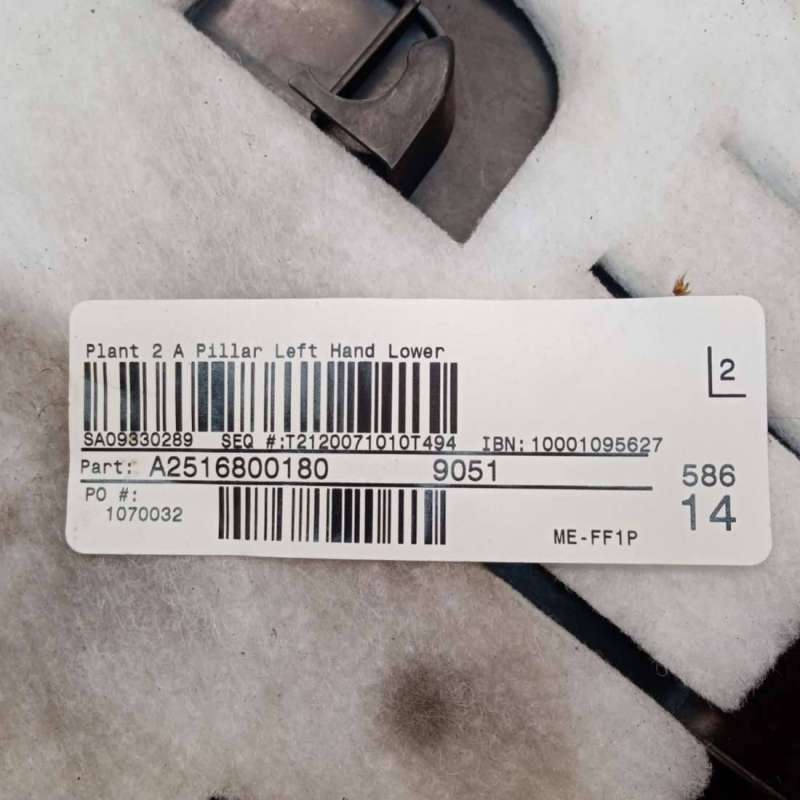 Plant 2 A Pillar Left Hand Lower
2
SA09330289 SEQ #:T2120071010T494 IBN: 10001095627
Part: A2516800180 9051
586
PO #:
1070032
14
ME-FF1P